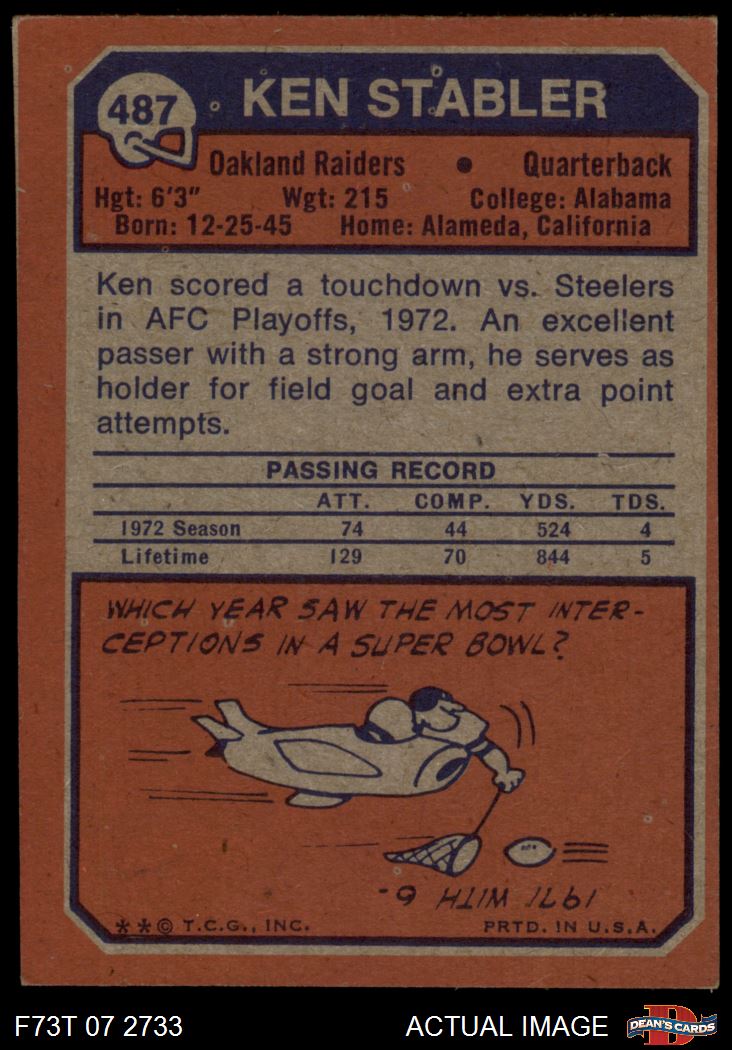 487
KEN STABLER
Oakland Raiders • Quarterback
Hgt: 6'3" Wgt: 215 College: Alabama
Born: 12-25-45 Home: Alameda, California
Ken scored a touchdown vs. Steelers
in AFC Playoffs, 1972. An excellent
passer with a strong arm, he serves as
holder for field goal and extra point
attempts.
PASSING RECORD
ATT. COMP. YDS. TDS.
1972 Season 74 44 524 4
Lifetime 129 70 844 5
WHICH YEAR SAW THE MOST INTER-
CEPTIONS IN A SUPER BOWL?
1971 WITH 6.
** © T.C.G., INC. PRTD. IN U.S.A.
F73T 07 2733 ACTUAL IMAGE
D
DEAN'S CARDS